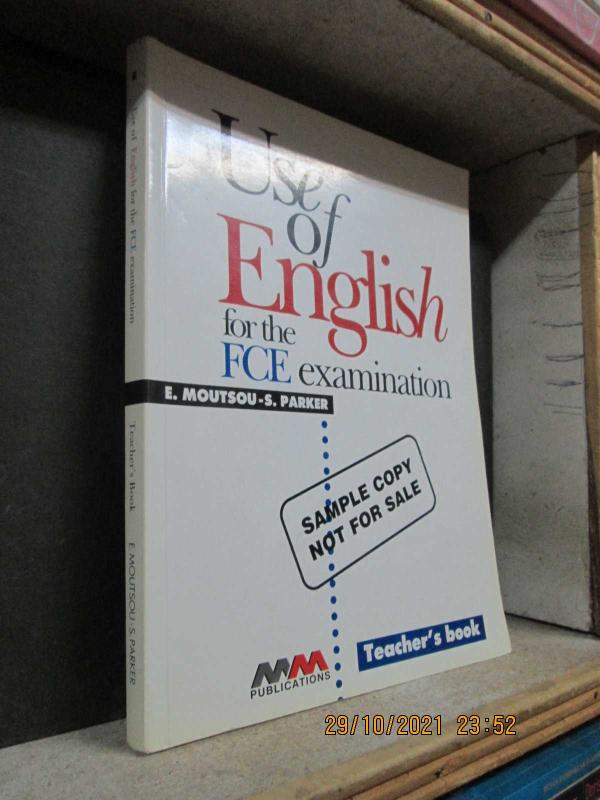 Use
of
English
for the
FCE examination
E. MOUTSOU-S. PARKER
SAMPLE COPY
NOT FOR SALE
Teacher's book
MM
PUBLICATIONS
Use of English for the FCE examination
Teacher's Book
E. MOUTSOU-S. PARKER
29/10/2021 23:52